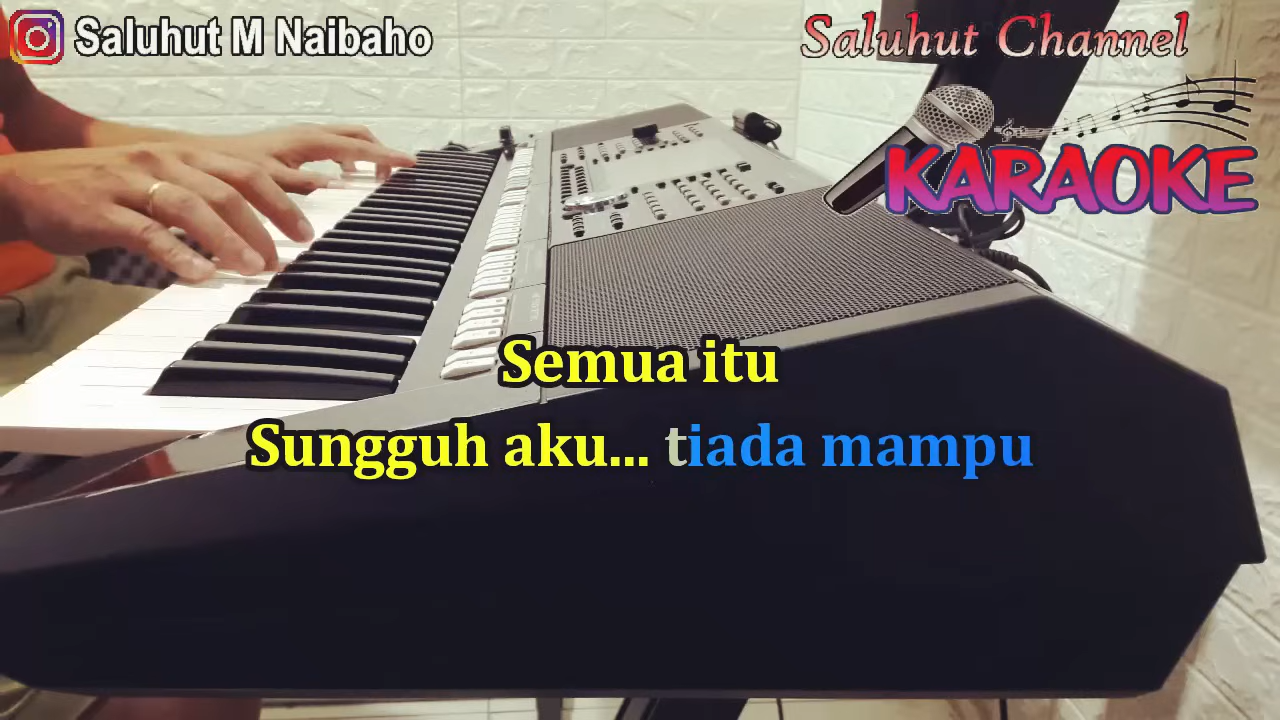 Saluhut M Naibaho
Saluhut Channel
KARAOKE
Semua itu
Sungguh aku... tiada mampu